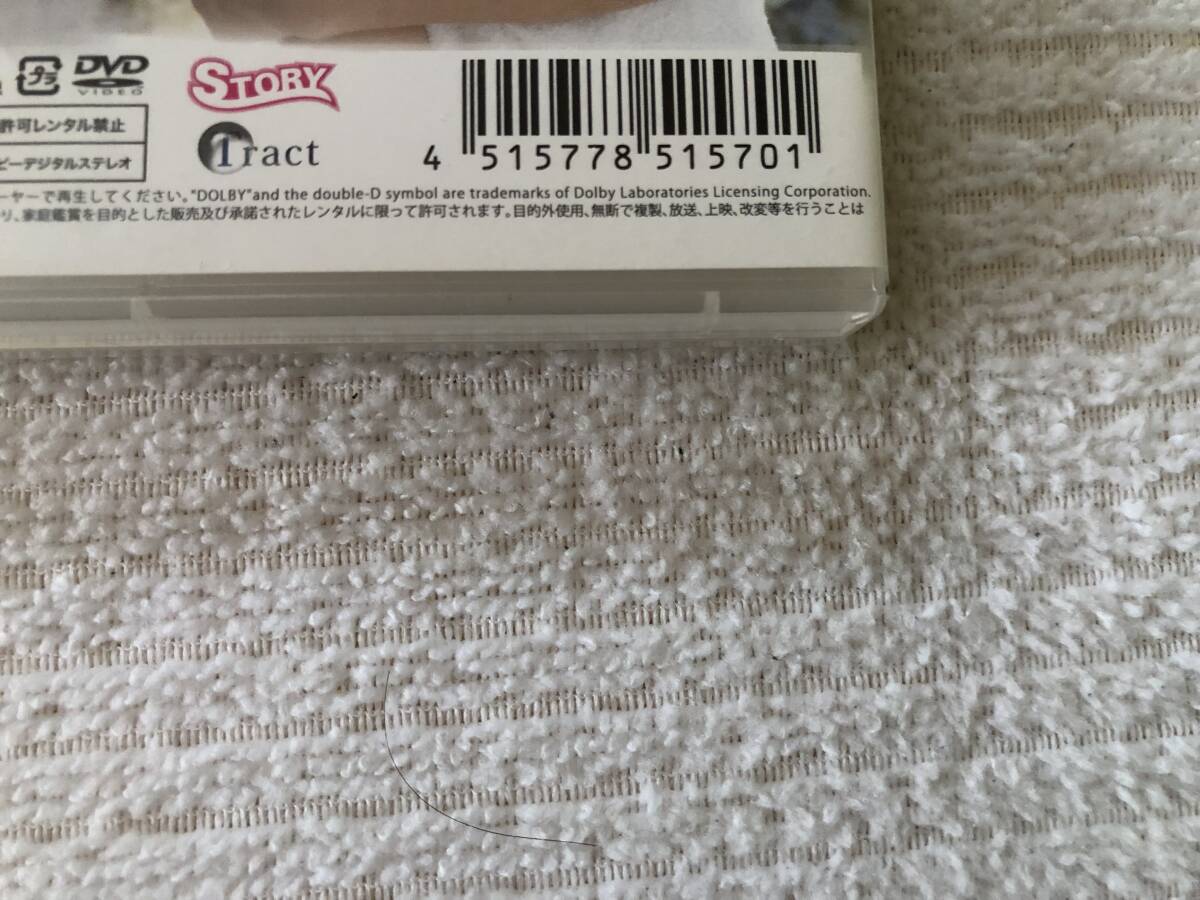 プラ
DVD
VIDEO
STORY
許可レンタル禁止
Tract
ビーデジタルステレオ
4 515778 515701
ーヤーで再生してください。"DOLBY"and the double-D symbol are trademarks of Dolby Laboratories Licensing Corporation.
り、家庭鑑賞を目的とした販売及び承諾されたレンタルに限って許可されます。目的外使用、無断で複製、放送、上映、改変等を行うことは